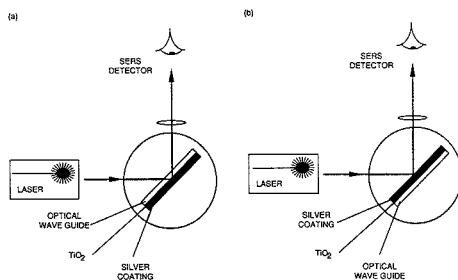 (a)
SERS
DETECTOR
LASER
OPTICAL
WAVE GUIDE
TiO2
SILVER
COATING
(b)
SERS
DETECTOR
LASER
SILVER
COATING
TiO2
OPTICAL
WAVE GUIDE